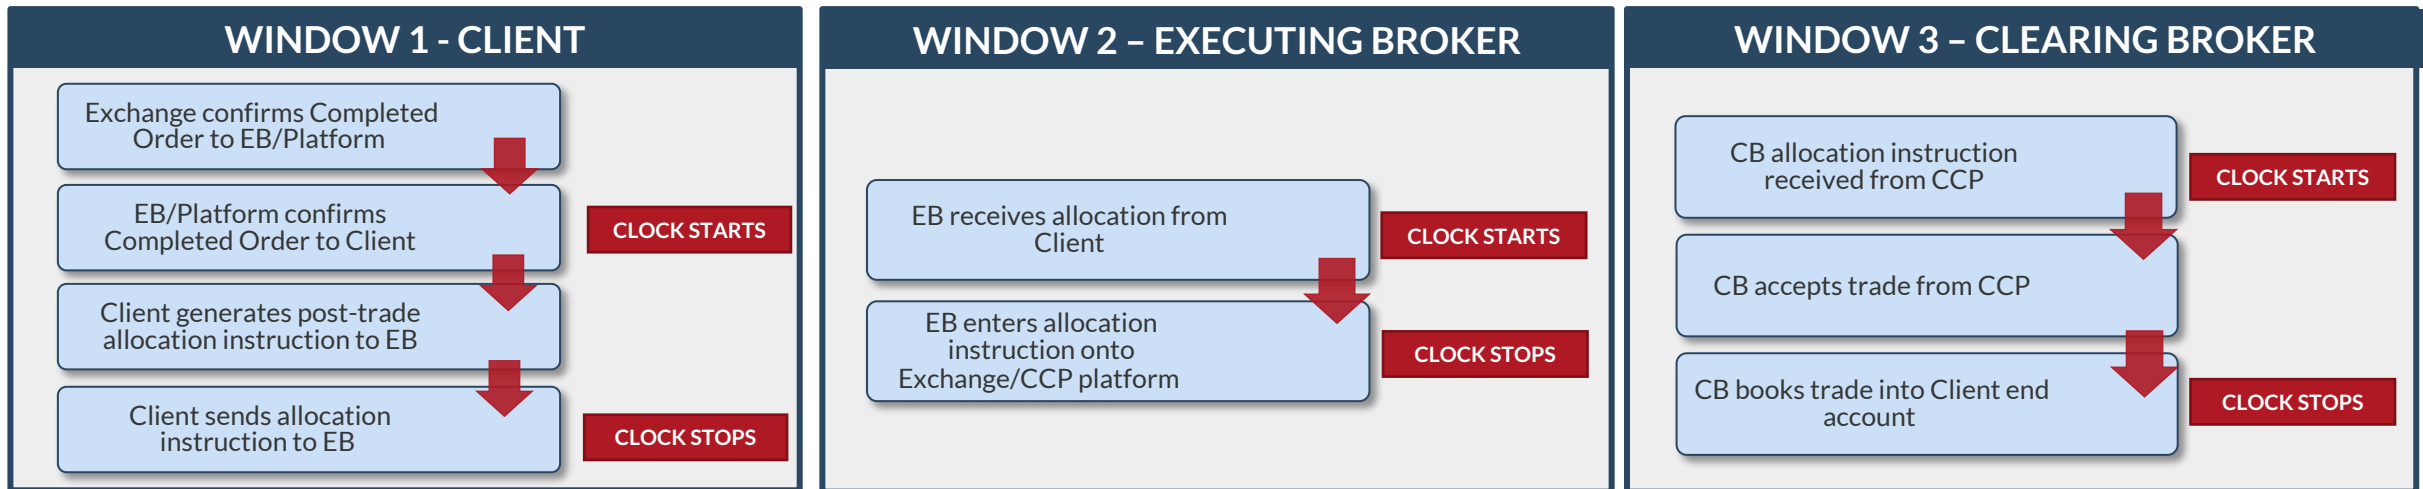 WINDOW 1 - CLIENT
Exchange confirms Completed
Order to EB/Platform
EB/Platform confirms
Completed Order to Client
CLOCK STARTS
Client generates post-trade
allocation instruction to EB
Client sends allocation
instruction to EB
CLOCK STOPS
WINDOW 2 – EXECUTING BROKER
EB receives allocation from
Client
CLOCK STARTS
EB enters allocation
instruction onto
Exchange/CCP platform
CLOCK STOPS
WINDOW 3 – CLEARING BROKER
CB allocation instruction
received from CCP
CLOCK STARTS
CB accepts trade from CCP
CB books trade into Client end
account
CLOCK STOPS